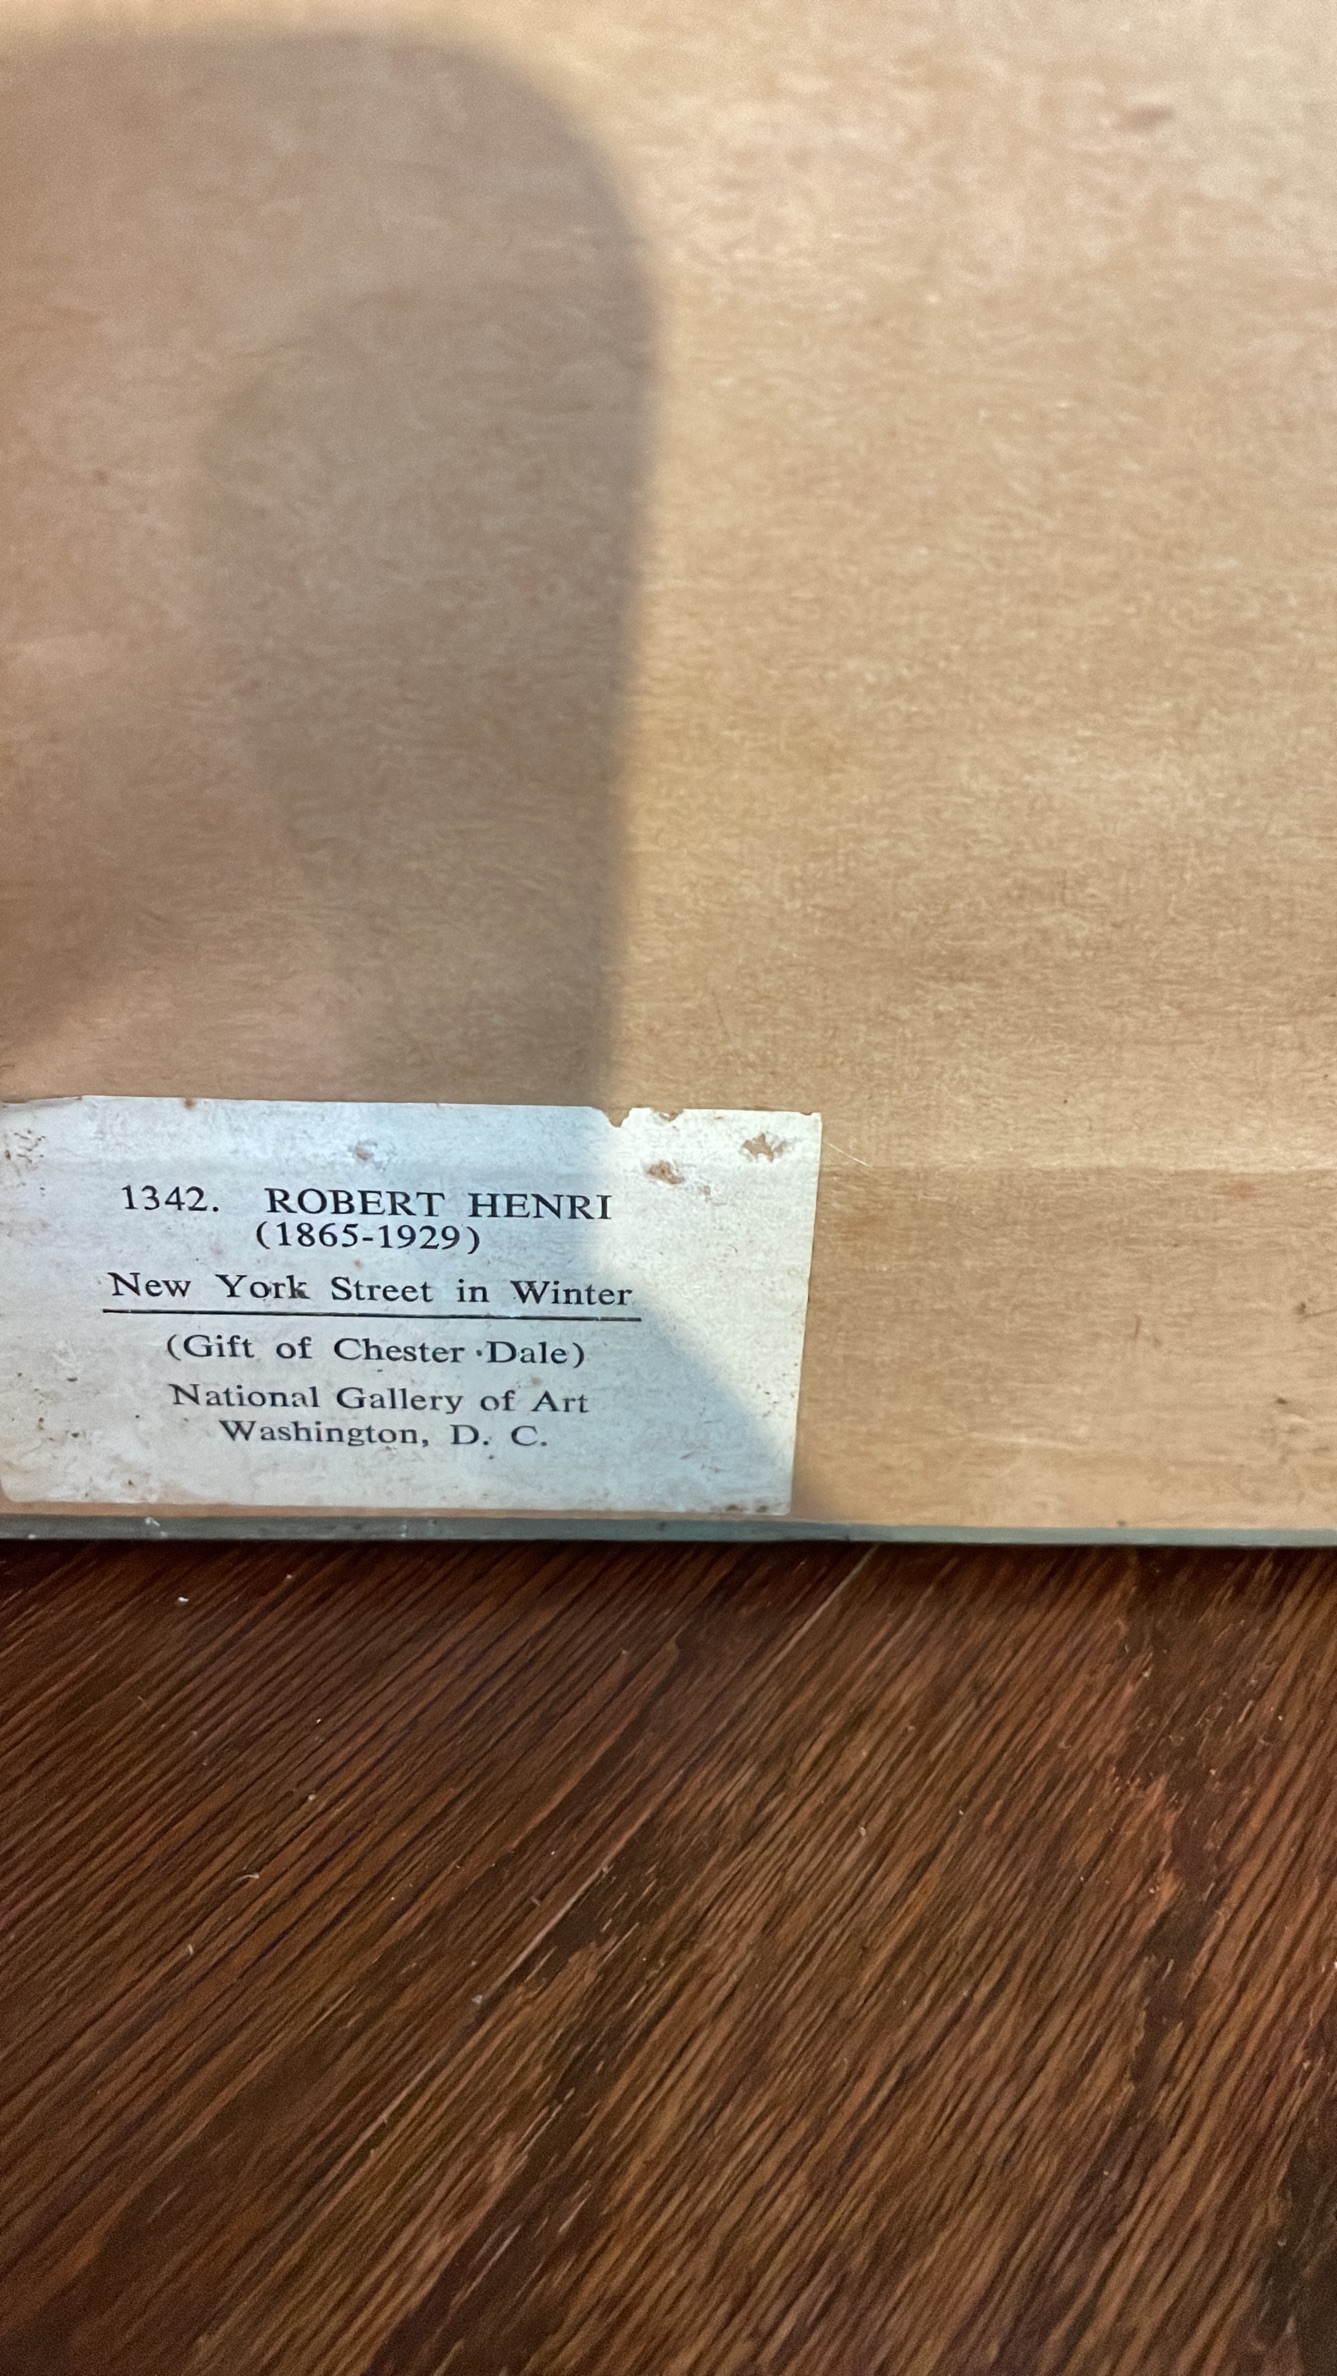 1342. ROBERT HENRI
(1865-1929)
New York Street in Winter
(Gift of Chester Dale)
National Gallery of Art
Washington, D. C.